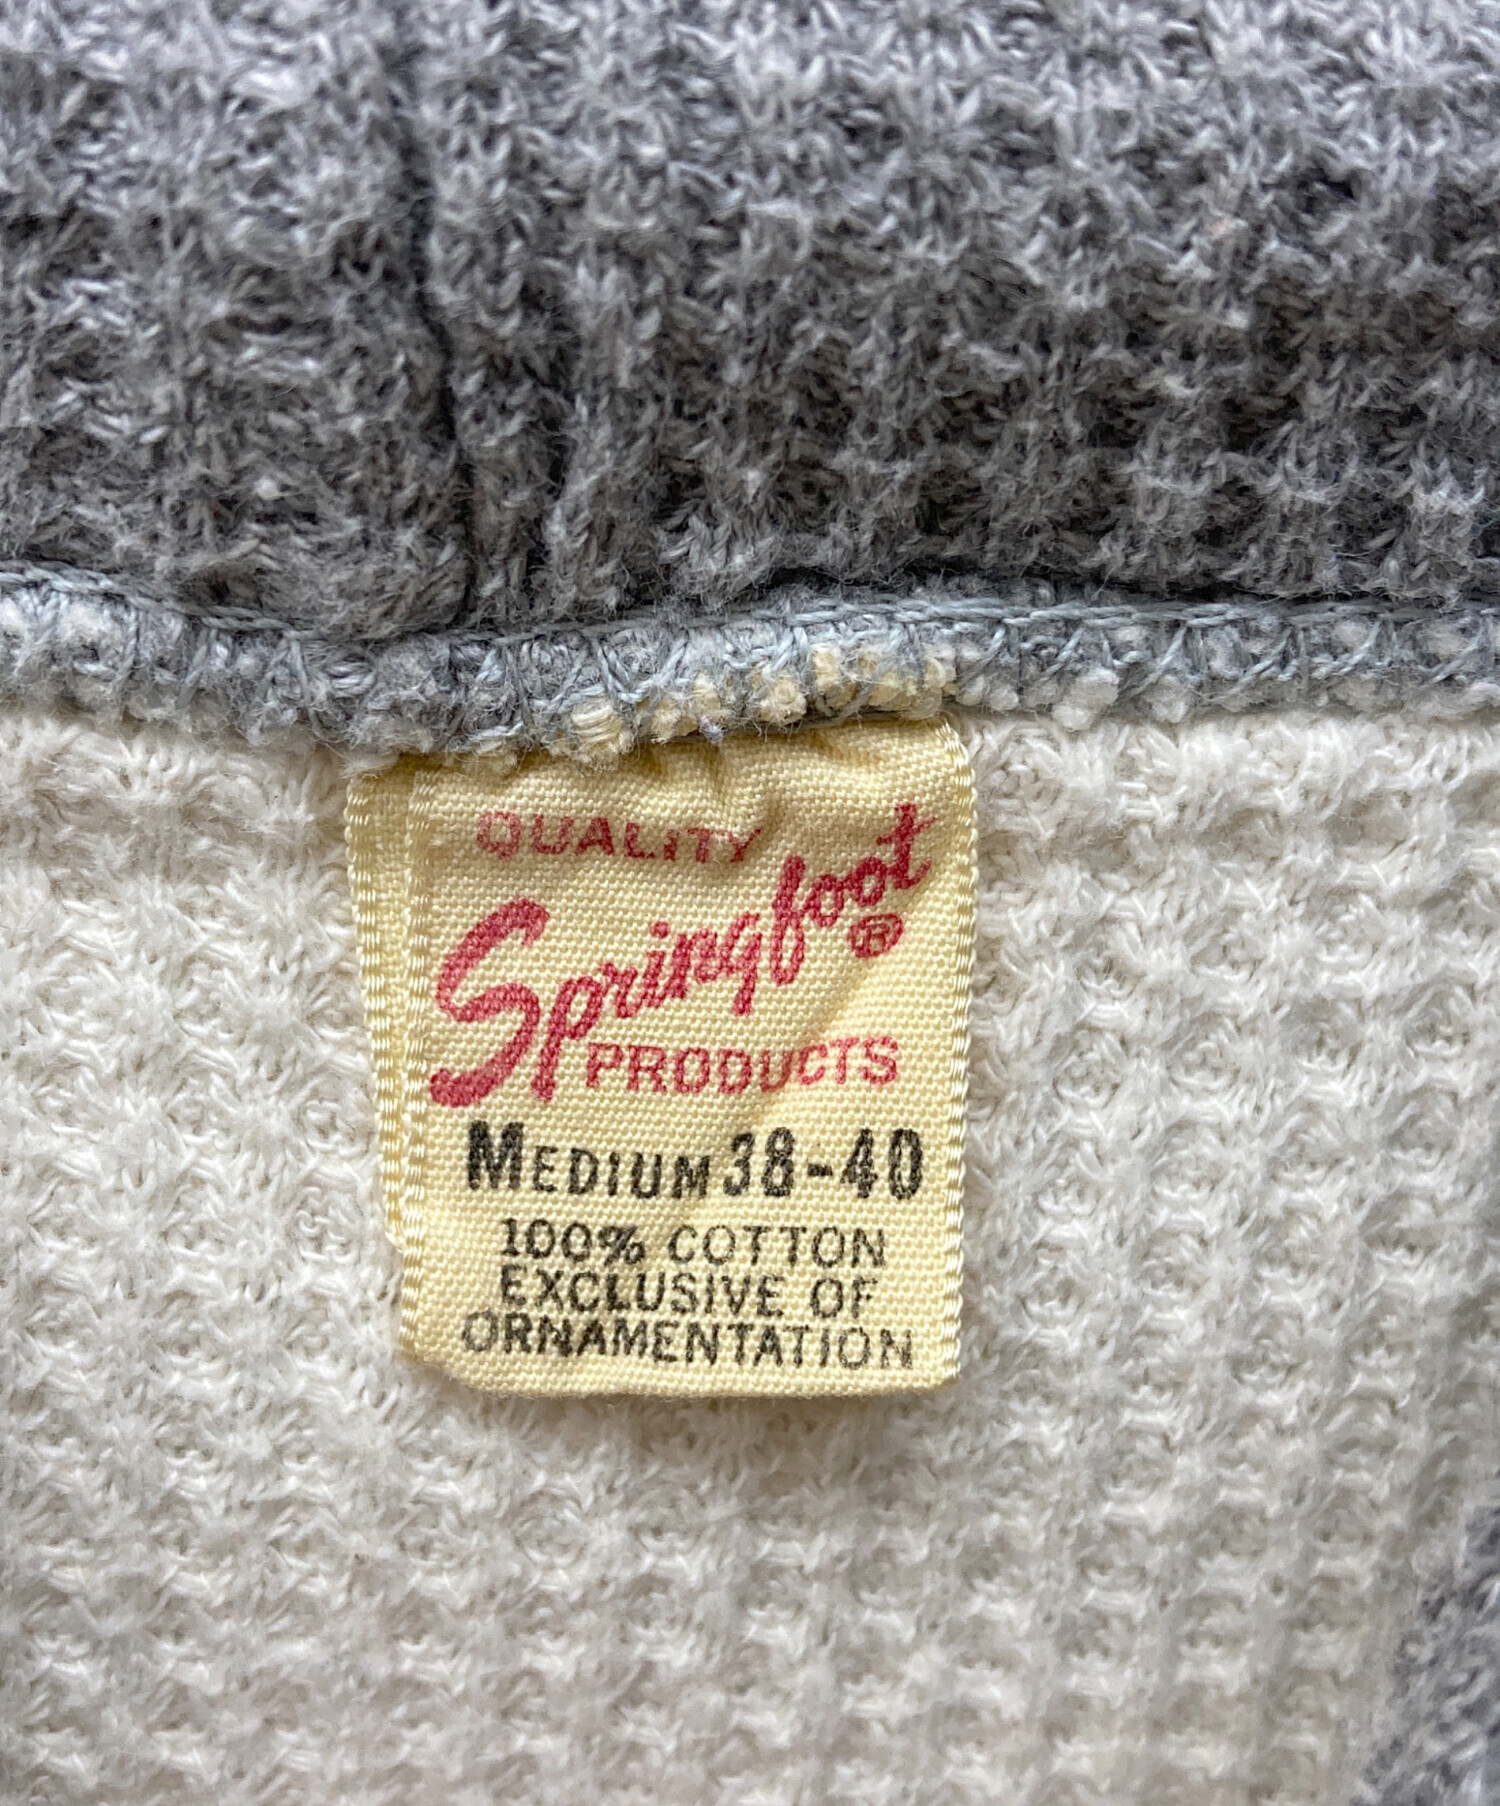 QUALITY
Springfoot®
PRODUCTS
MEDIUM 38-40
100% COTTON
EXCLUSIVE OF
ORNAMENTATION